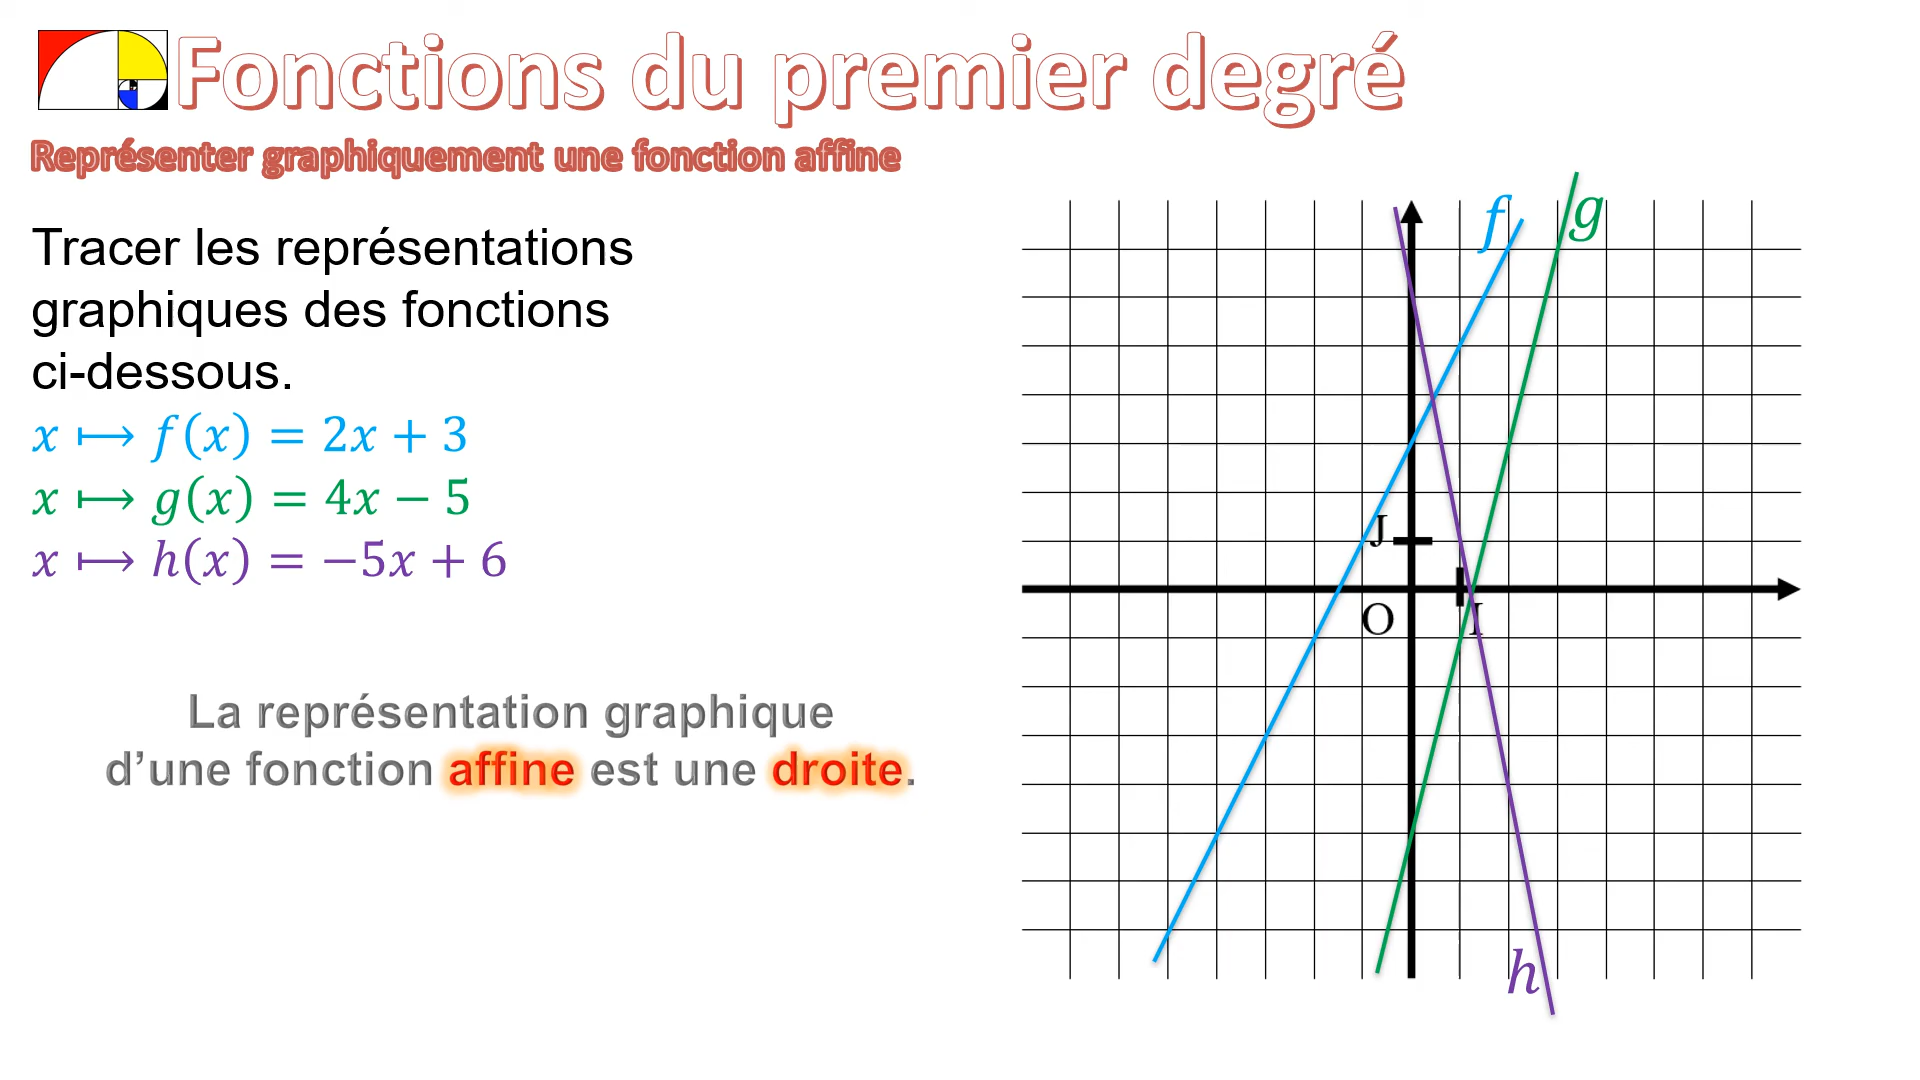 Fonctions du premier degré
Représenter graphiquement une fonction affine
Tracer les représentations
graphiques des fonctions
ci-dessous.
x ⟼ f(x) = 2x + 3
x ⟼ g(x) = 4x − 5
x ⟼ h(x) = −5x + 6
La représentation graphique
d’une fonction affine est une droite.
f
g
J
O
I
h